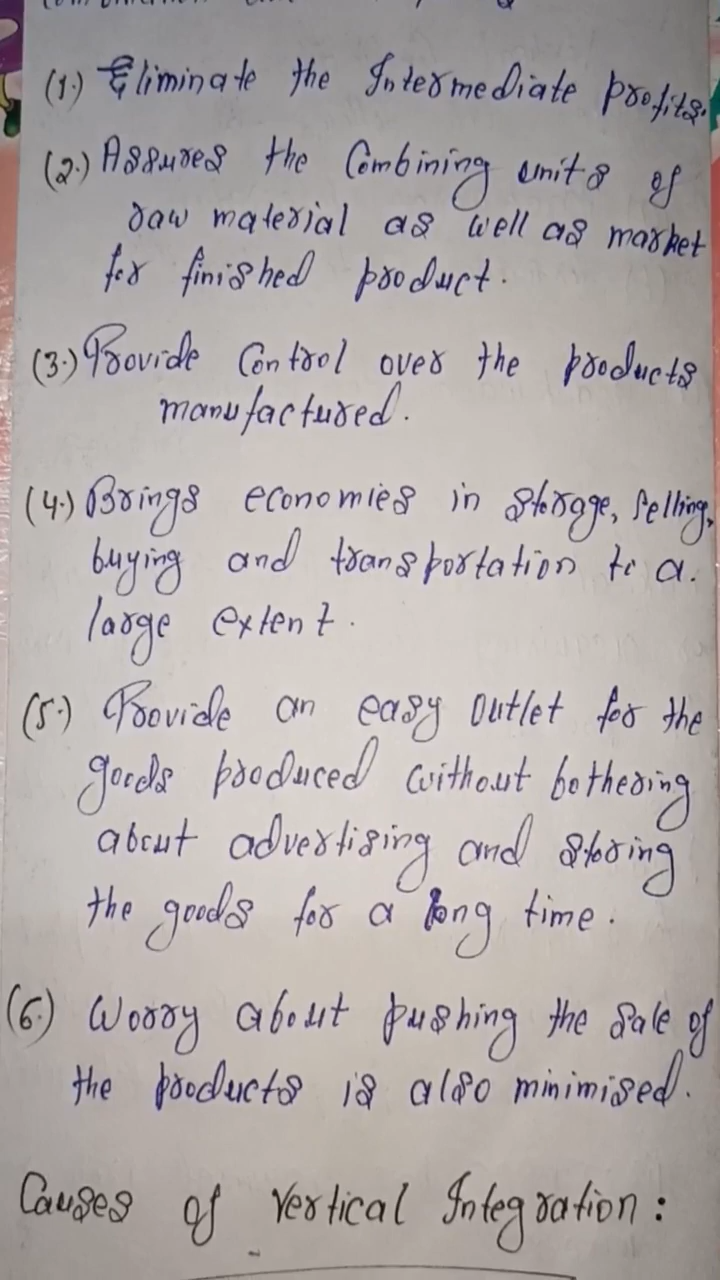 (1.) Eliminate the Intermediate profits.
(2.) Assures the Combining units of
raw material as well as market
for finished product.
(3.) Provide Control over the products
manufactured.
(4.) Brings economies in storage, Selling,
buying and transportation to a.
large extent.
(5.) Provide an easy outlet for the
goods produced without bothering
about advertising and storing
the goods for a long time.
(6.) Worry about pushing the Sale of
the products is also minimised.
Causes of Vertical Integration: